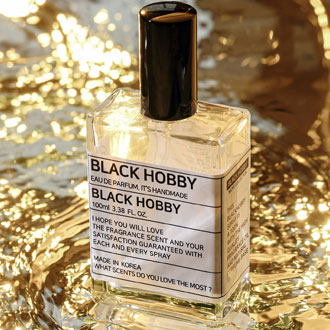 BLACK HOBBY
EAU DE PARFUM, IT'S HANDMADE
BLACK HOBBY
100ml 3.38 FL. OZ.
I HOPE YOU WILL LOVE
THE FRAGRANCE SCENT AND YOUR
SATISFACTION GUARANTEED WITH
EACH AND EVERY SPRAY
MADE IN KOREA
WHAT SCENTS DO YOU LOVE THE MOST ?